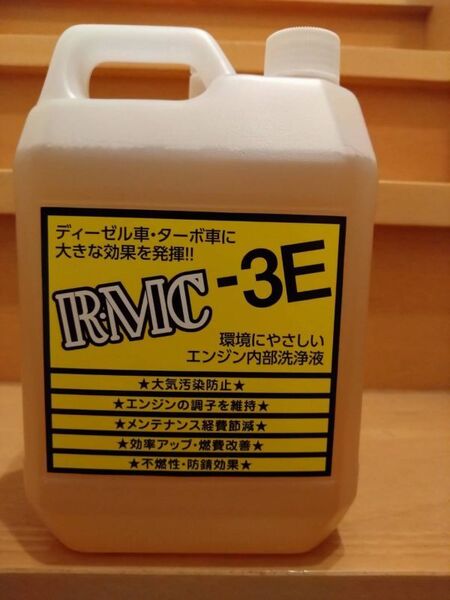 ディーゼル車・ターボ車に
大きな効果を発揮!!
R・MC-3E
環境にやさしい
エンジン内部洗浄液
★大気汚染防止★
★エンジンの調子を維持★
★メンテナンス経費節減★
★効率アップ・燃費改善★
★不燃性・防錆効果★